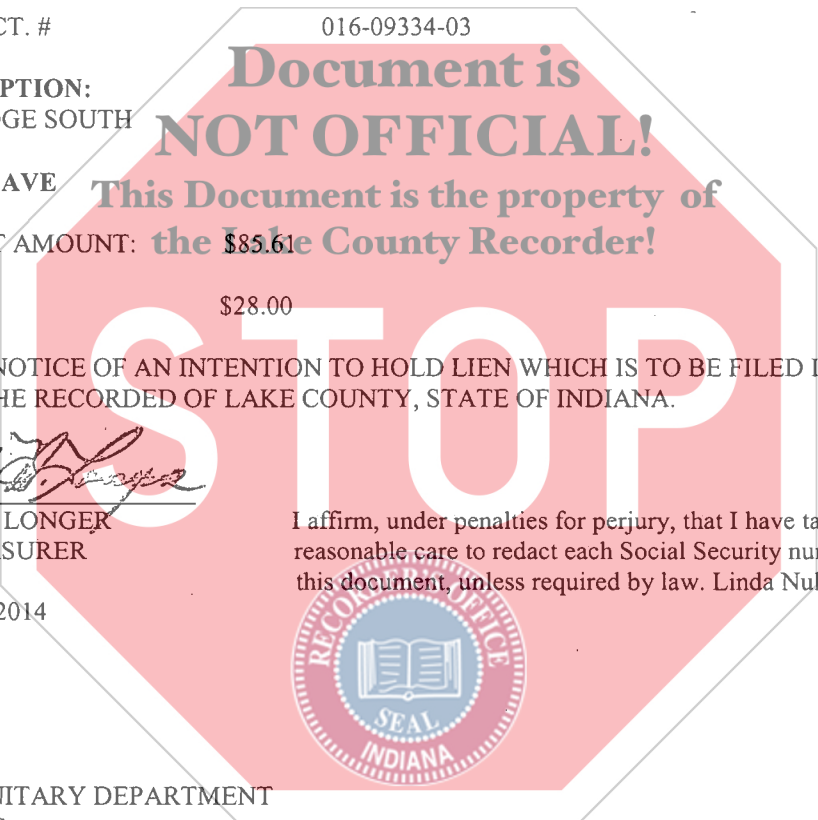 CT. # 016-09334-03
Document is
PTION:
GE SOUTH
NOT OFFICIAL!
AVE
This Document is the property of
T AMOUNT: $85.61
the Lake County Recorder!
$28.00
STOP
NOTICE OF AN INTENTION TO HOLD LIEN WHICH IS TO BE FILED I
HE RECORDED OF LAKE COUNTY, STATE OF INDIANA.
LONGER
SURER
I affirm, under penalties for perjury, that I have ta
reasonable care to redact each Social Security nu
this document, unless required by law. Linda Nul
2014
RECORDER'S OFFICE
SEAL
INDIANA
NITARY DEPARTMENT